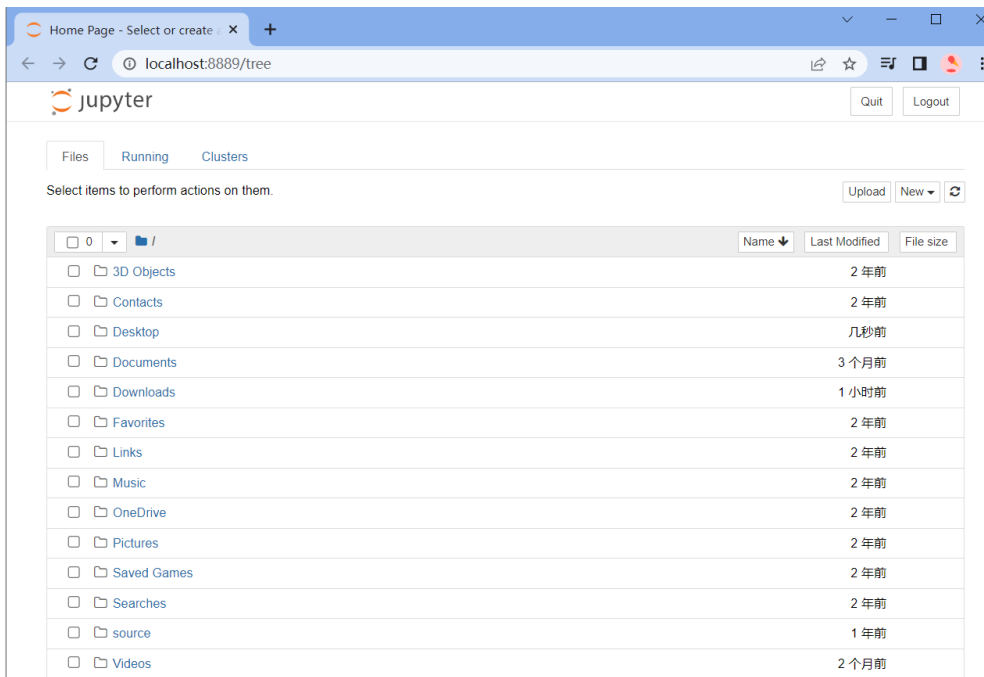 Home Page - Select or create a
localhost:8889/tree
jupyter
Quit Logout
Files Running Clusters
Select items to perform actions on them.
Upload New
0 /
Name Last Modified File size
3D Objects 2 年前
Contacts 2 年前
Desktop 几秒前
Documents 3 个月前
Downloads 1 小时前
Favorites 2 年前
Links 2 年前
Music 2 年前
OneDrive 2 年前
Pictures 2 年前
Saved Games 2 年前
Searches 2 年前
source 1 年前
Videos 2 个月前